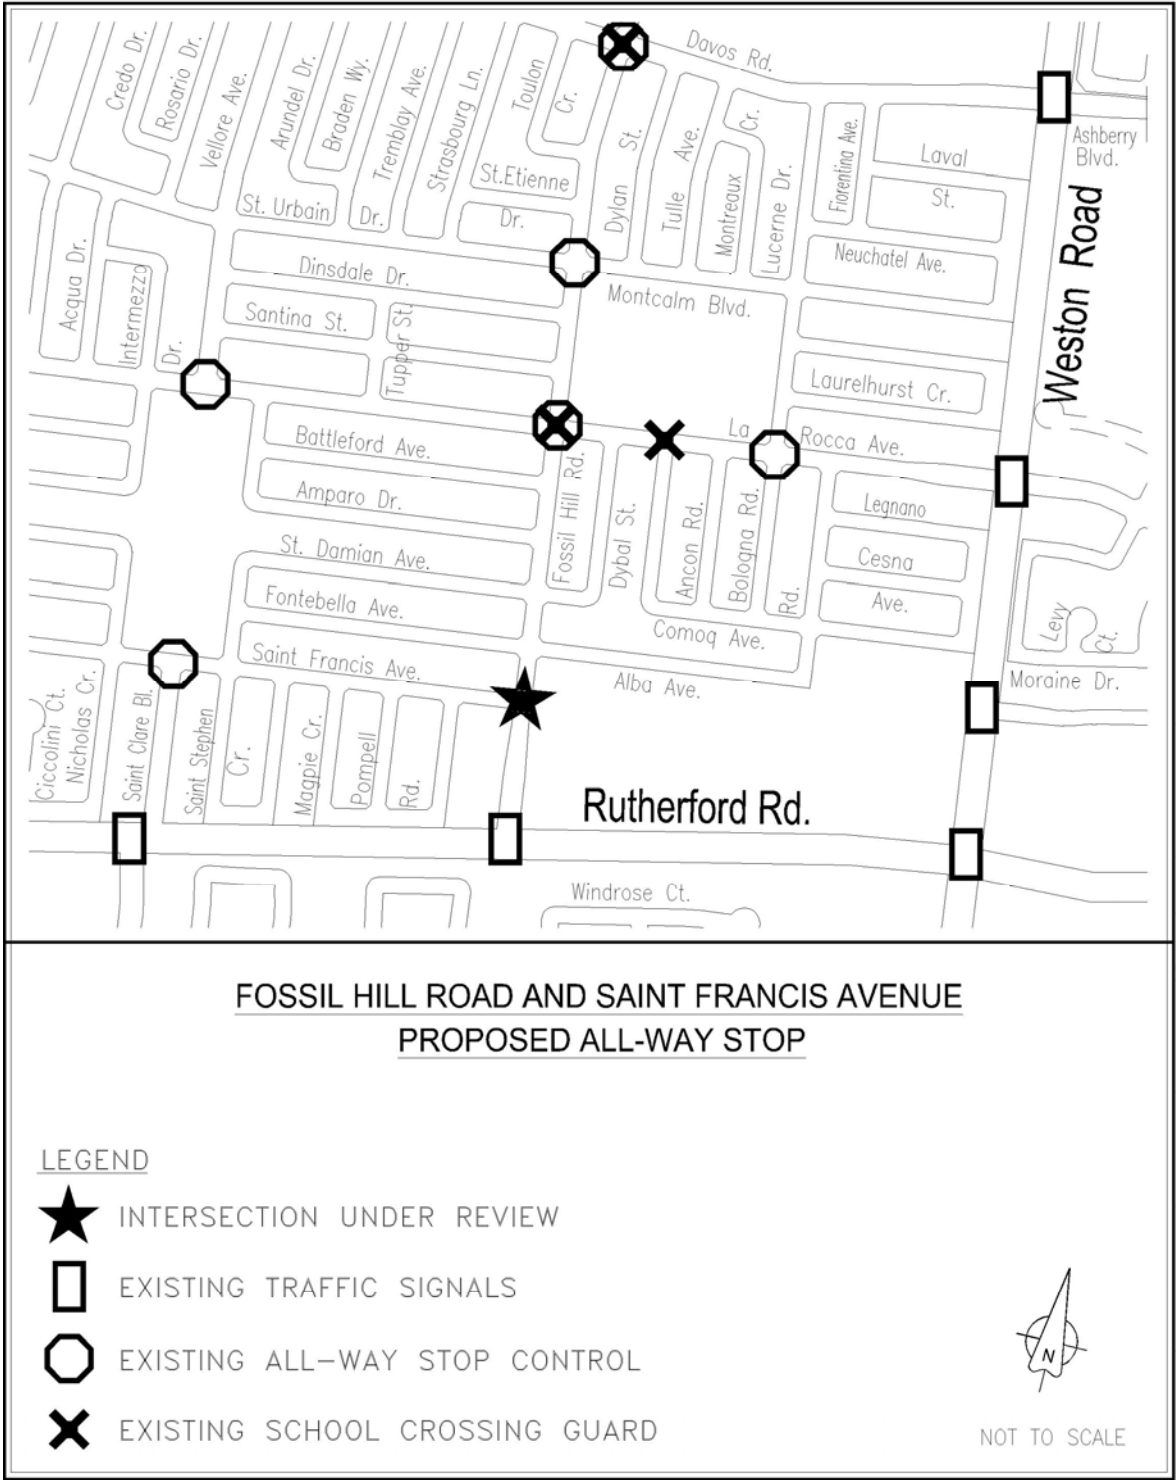 Credo Dr.
Rosario Dr.
Vellore Ave.
Arundel Dr.
Braden Wy.
Tremblay Ave.
Strasbourg Ln.
Toulon
Cr.
Davos Rd.
Ashberry
Blvd.
St.Etienne
Dr.
St. Urbain
Dr.
Dylan St.
Tulle Ave.
Montreaux
Cr.
Lucerne Dr.
Fiorentina Ave.
Laval
St.
Weston Road
Neuchatel Ave.
Acqua Dr.
Intermezzo
Dr.
Dinsdale Dr.
Montcalm Blvd.
Santina St.
Tupper St.
Laurelhurst Cr.
Battleford Ave.
La Rocca Ave.
Amparo Dr.
Fossil Hill Rd.
Dybal St.
Ancon Rd.
Bologna Rd.
Rd.
Legnano
Cesna
Ave.
St. Damian Ave.
Fontebella Ave.
Comoq Ave.
Levy
Ct.
Saint Francis Ave.
Alba Ave.
Moraine Dr.
Ciccolini Ct.
Nicholas Cr.
Saint Clare Bl.
Saint Stephen
Cr.
Magpie Cr.
Pompell
Rd.
Rutherford Rd.
Windrose Ct.
FOSSIL HILL ROAD AND SAINT FRANCIS AVENUE
PROPOSED ALL-WAY STOP
LEGEND
INTERSECTION UNDER REVIEW
EXISTING TRAFFIC SIGNALS
EXISTING ALL-WAY STOP CONTROL
EXISTING SCHOOL CROSSING GUARD
N
NOT TO SCALE